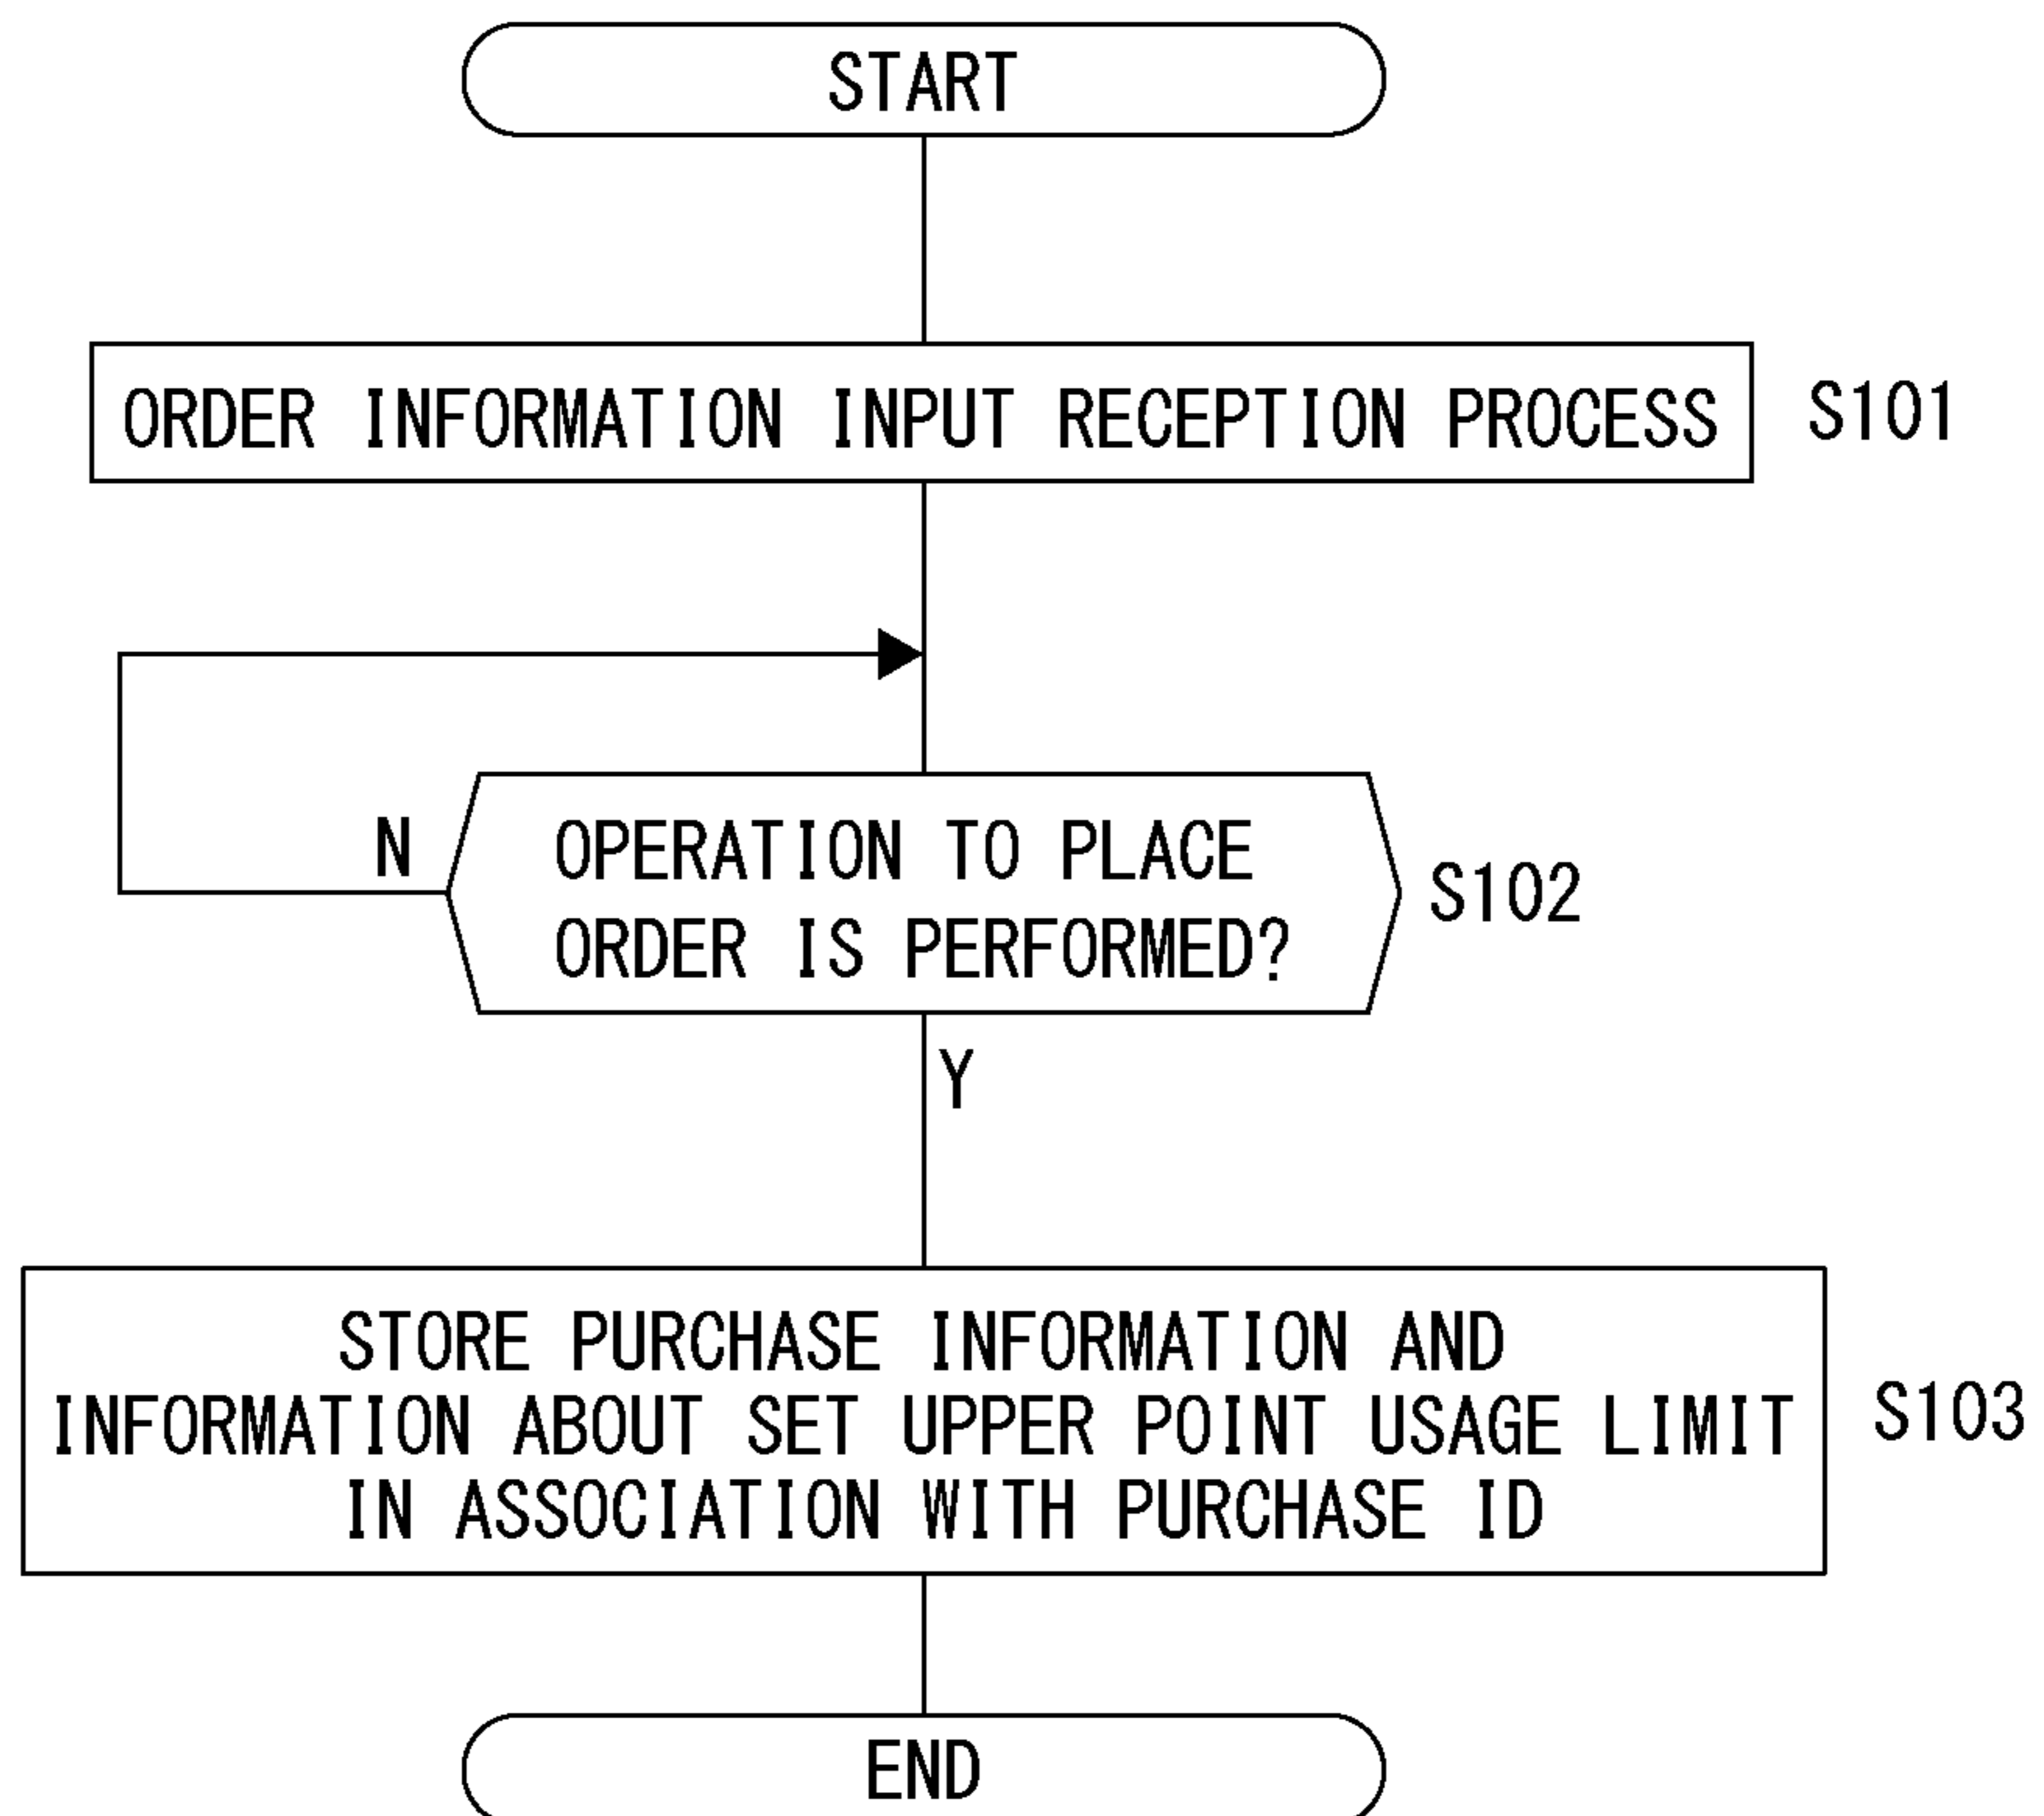 START
ORDER INFORMATION INPUT RECEPTION PROCESS
S101
N
OPERATION TO PLACE
ORDER IS PERFORMED?
S102
Y
STORE PURCHASE INFORMATION AND
INFORMATION ABOUT SET UPPER POINT USAGE LIMIT
IN ASSOCIATION WITH PURCHASE ID
S103
END